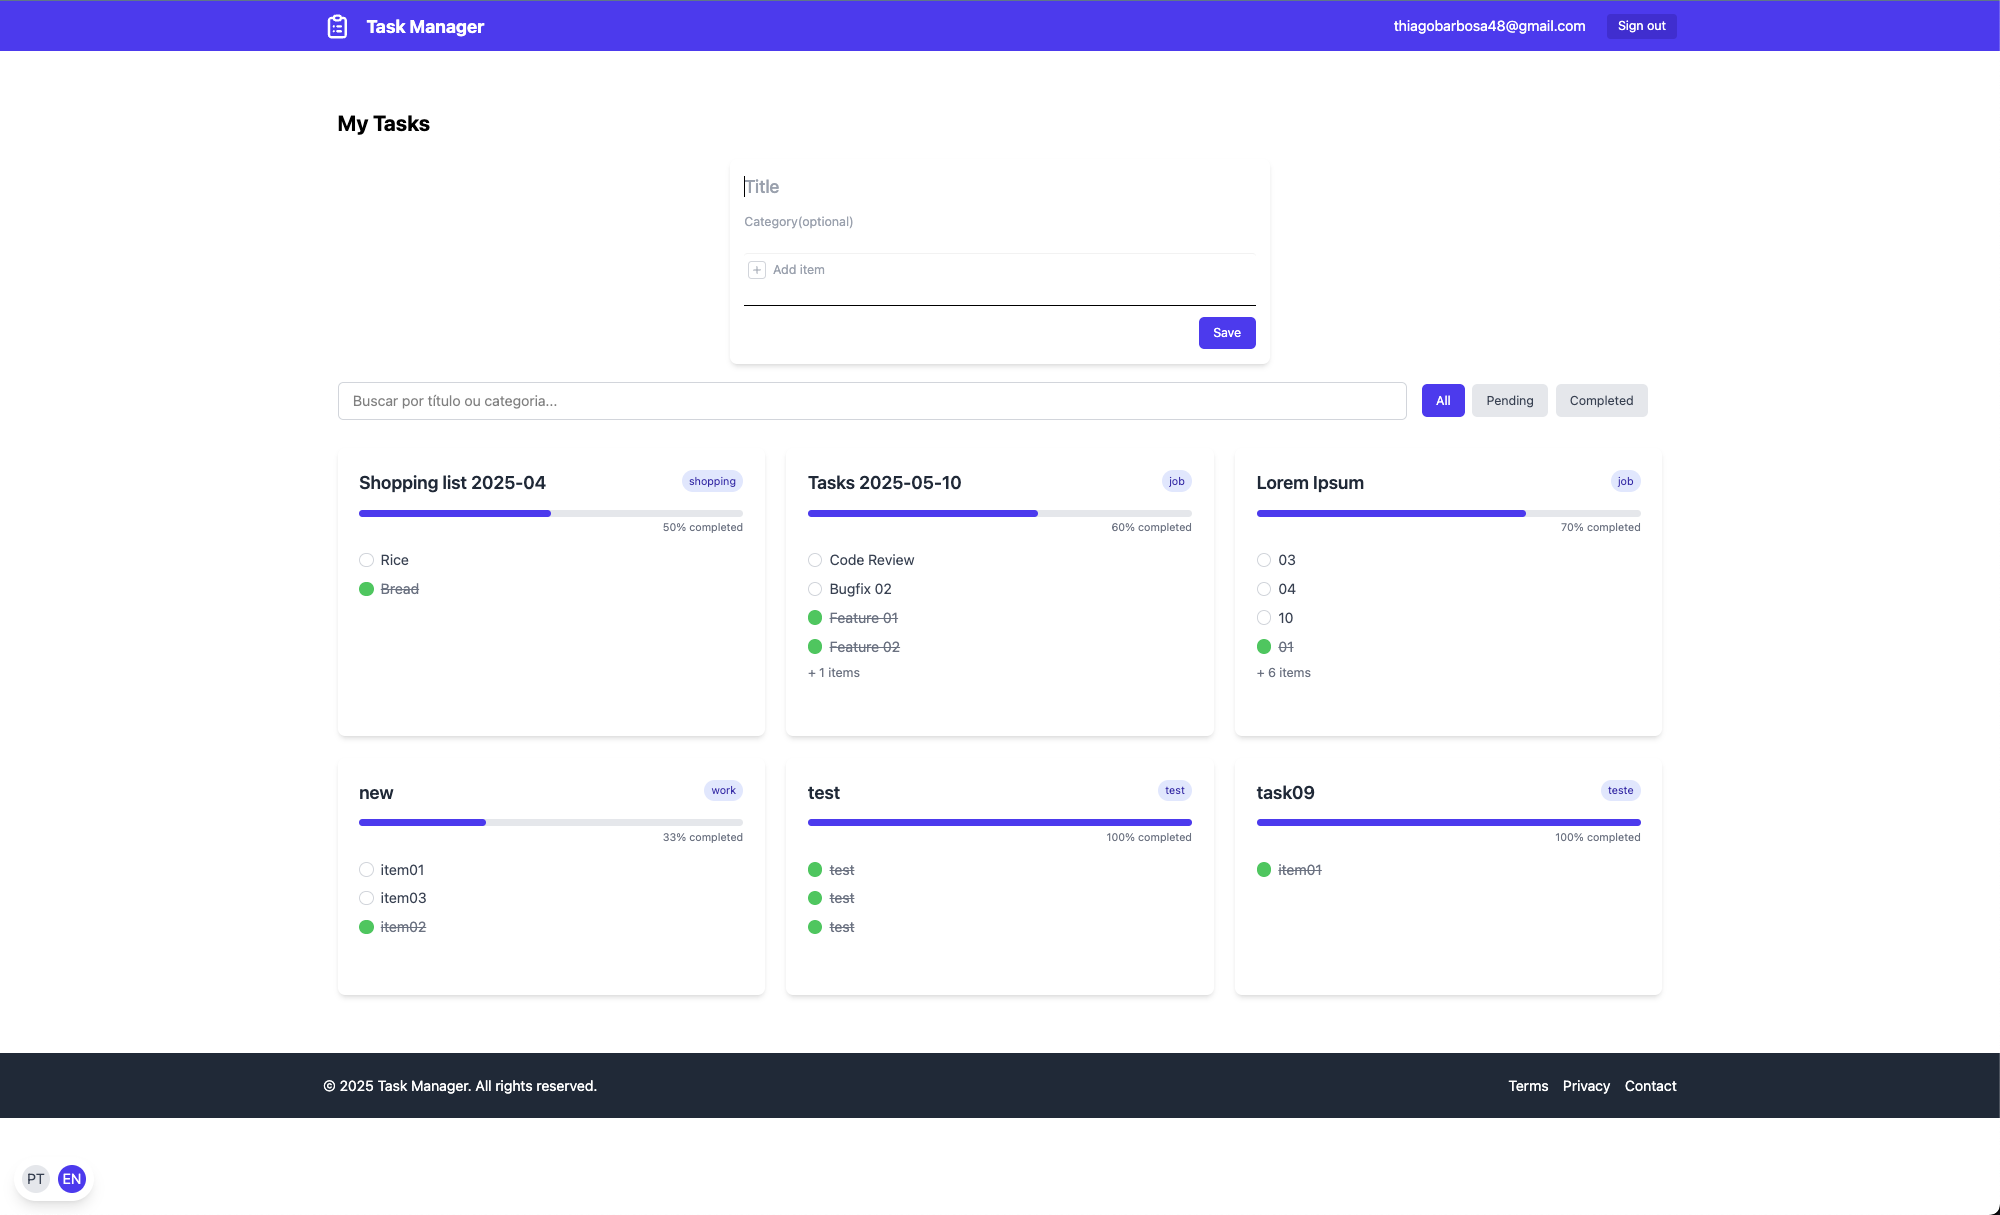 Task Manager
thiagobarbosa48@gmail.com
Sign out
My Tasks
Title
Category(optional)
Add item
Save
Buscar por título ou categoria...
All
Pending
Completed
Shopping list 2025-04
shopping
50% completed
Rice
Bread
Tasks 2025-05-10
job
60% completed
Code Review
Bugfix 02
Feature 01
Feature 02
+ 1 items
Lorem Ipsum
job
70% completed
03
04
10
01
+ 6 items
new
work
33% completed
item01
item03
item02
test
test
100% completed
test
test
test
task09
teste
100% completed
item01
© 2025 Task Manager. All rights reserved.
Terms
Privacy
Contact
PT
EN